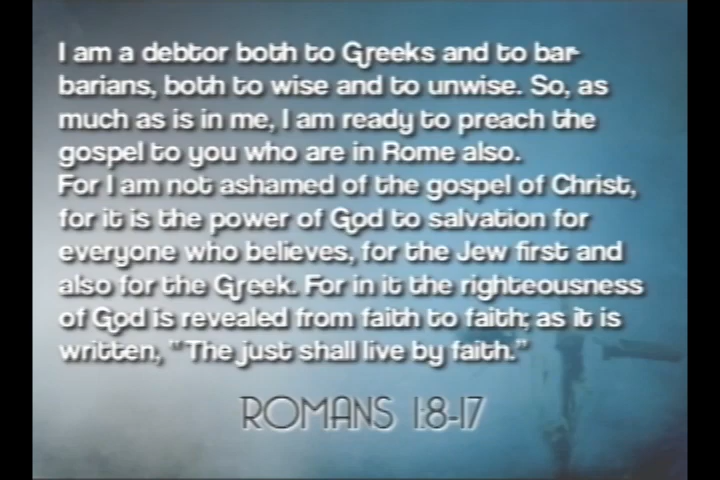 I am a debtor both to Greeks and to bar-
barians, both to wise and to unwise. So, as
much as is in me, I am ready to preach the
gospel to you who are in Rome also.
For I am not ashamed of the gospel of Christ,
for it is the power of God to salvation for
everyone who believes, for the Jew first and
also for the Greek. For in it the righteousness
of God is revealed from faith to faith; as it is
written, "The just shall live by faith."
ROMANS 1:8-17